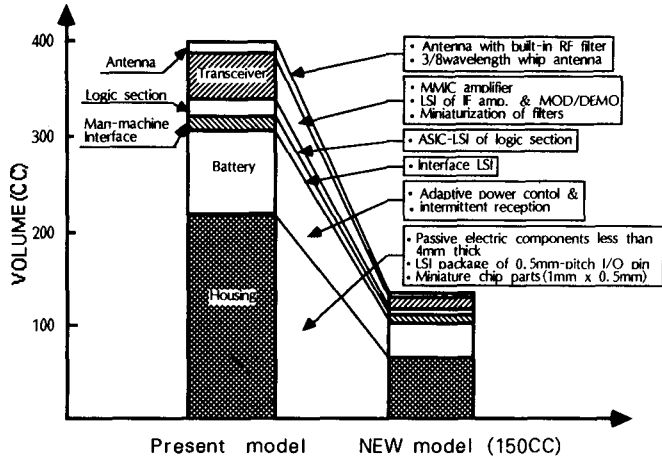 VOLUME (CC)
400
300
200
100
Antenna
Transceiver
Logic section
Man-machine
Interface
Battery
Housing
• Antenna with built-in RF filter
• 3/8wavelength whip antenna
• MMIC amplifier
• LSI of IF amp. & MOD/DEMO
• Miniaturization of filters
• ASIC-LSI of logic section
• Interface LSI
• Adaptive power contol &
• intermittent reception
• Passive electric components less than
4mm thick
• LSI package of 0.5mm-pitch I/O pin
• Miniature chip parts(1mm x 0.5mm)
Present model
NEW model (150CC)